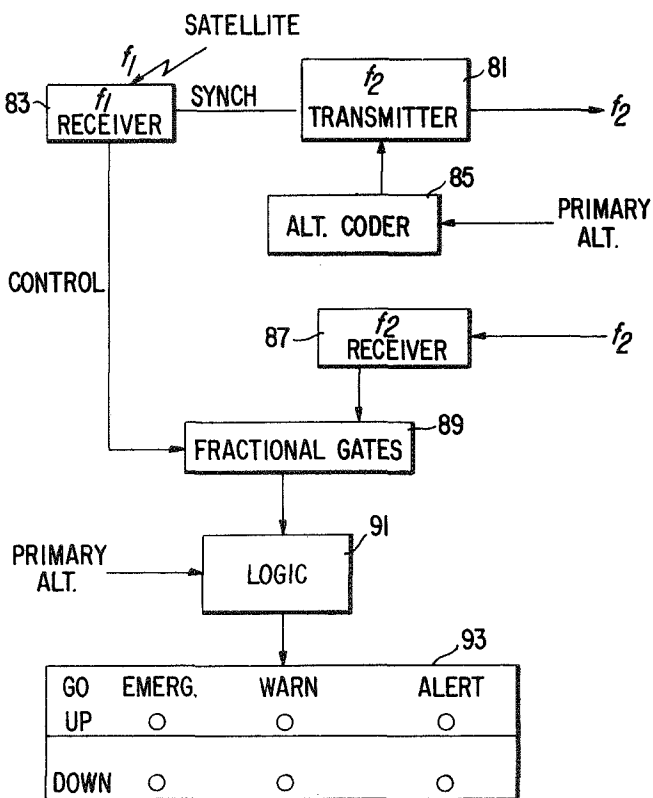 SATELLITE
f1
83
f1
RECEIVER
SYNCH
f2
TRANSMITTER
81
f2
85
ALT. CODER
PRIMARY
ALT.
CONTROL
87
f2
RECEIVER
f2
89
FRACTIONAL GATES
91
PRIMARY
ALT.
LOGIC
93
GO EMERG. WARN ALERT
UP
DOWN